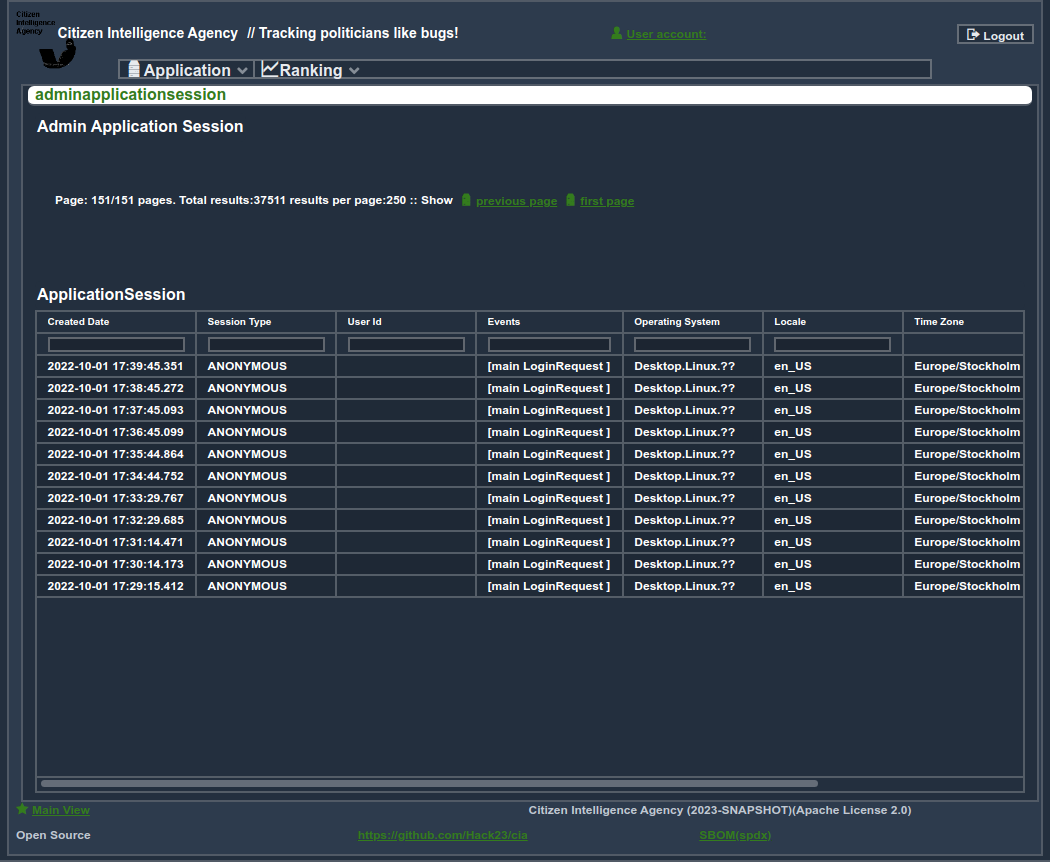 Citizen
Intelligence
Agency
Citizen Intelligence Agency // Tracking politicians like bugs!
User account:
Logout
Application Ranking
adminapplicationsession
Admin Application Session
Page: 151/151 pages. Total results:37511 results per page:250 :: Show previous page first page
ApplicationSession
Created Date Session Type User Id Events Operating System Locale Time Zone
2022-10-01 17:39:45.351 ANONYMOUS [main LoginRequest ] Desktop.Linux.?? en_US Europe/Stockholm
2022-10-01 17:38:45.272 ANONYMOUS [main LoginRequest ] Desktop.Linux.?? en_US Europe/Stockholm
2022-10-01 17:37:45.093 ANONYMOUS [main LoginRequest ] Desktop.Linux.?? en_US Europe/Stockholm
2022-10-01 17:36:45.099 ANONYMOUS [main LoginRequest ] Desktop.Linux.?? en_US Europe/Stockholm
2022-10-01 17:35:44.864 ANONYMOUS [main LoginRequest ] Desktop.Linux.?? en_US Europe/Stockholm
2022-10-01 17:34:44.752 ANONYMOUS [main LoginRequest ] Desktop.Linux.?? en_US Europe/Stockholm
2022-10-01 17:33:29.767 ANONYMOUS [main LoginRequest ] Desktop.Linux.?? en_US Europe/Stockholm
2022-10-01 17:32:29.685 ANONYMOUS [main LoginRequest ] Desktop.Linux.?? en_US Europe/Stockholm
2022-10-01 17:31:14.471 ANONYMOUS [main LoginRequest ] Desktop.Linux.?? en_US Europe/Stockholm
2022-10-01 17:30:14.173 ANONYMOUS [main LoginRequest ] Desktop.Linux.?? en_US Europe/Stockholm
2022-10-01 17:29:15.412 ANONYMOUS [main LoginRequest ] Desktop.Linux.?? en_US Europe/Stockholm
Main View Citizen Intelligence Agency (2023-SNAPSHOT)(Apache License 2.0)
Open Source https://github.com/Hack23/cia SBOM(spdx)